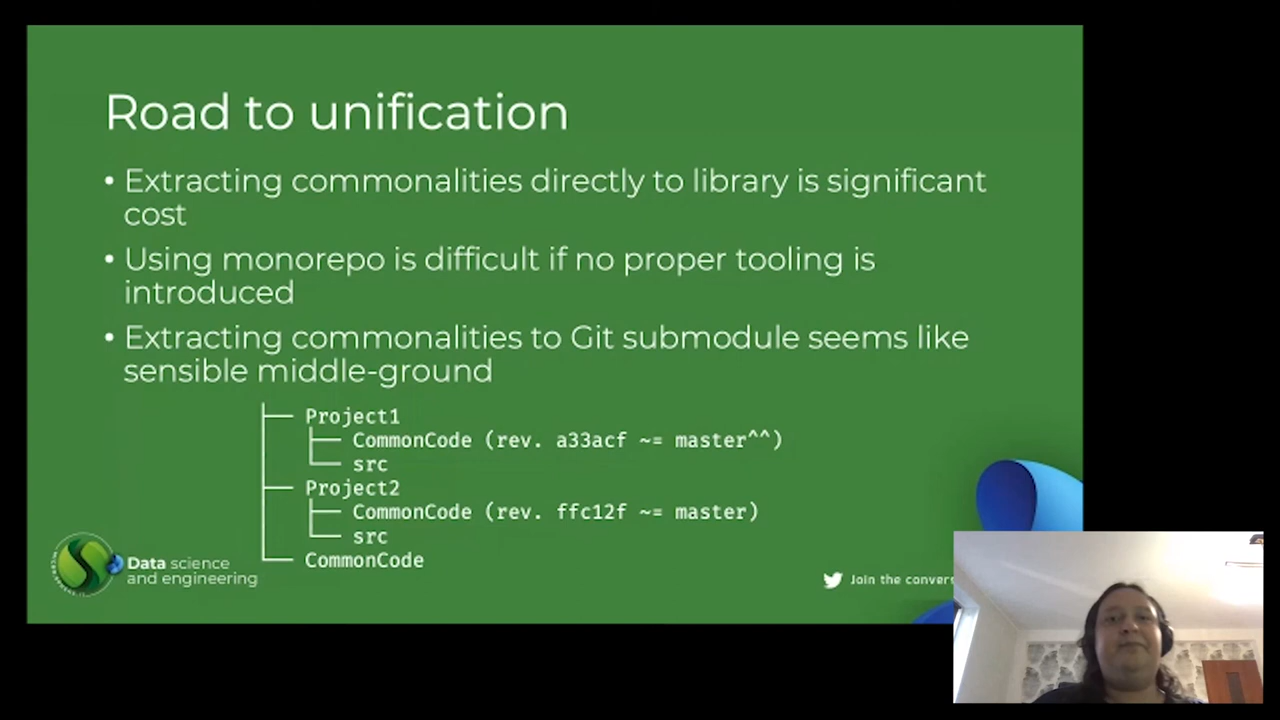 Road to unification
• Extracting commonalities directly to library is significant
cost
• Using monorepo is difficult if no proper tooling is
introduced
• Extracting commonalities to Git submodule seems like
sensible middle-ground
├── Project1
│   ├── CommonCode (rev. a33acf ~= master^^)
│   └── src
├── Project2
│   ├── CommonCode (rev. ffc12f ~= master)
│   └── src
└── CommonCode
Data science
and engineering
Join the conver